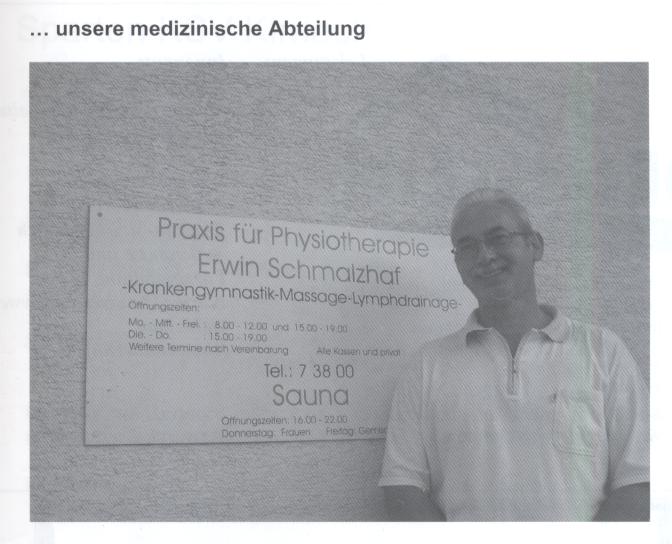 ... unsere medizinische Abteilung
Praxis für Physiotherapie
Erwin Schmalzhaf
-Krankengymnastik-Massage-Lymphdrainage-
Öffnungszeiten:
Mo. - Mitt. - Frei. : 8.00 - 12.00 und 15.00 - 19.00
Die. - Do. 15.00 - 19.00
Weitere Termine nach Vereinbarung Alle Kassen und privat
Tel.: 7 38 00
Sauna
Öffnungszeiten: 16.00 - 22.00
Donnerstag: Frauen Freitag: